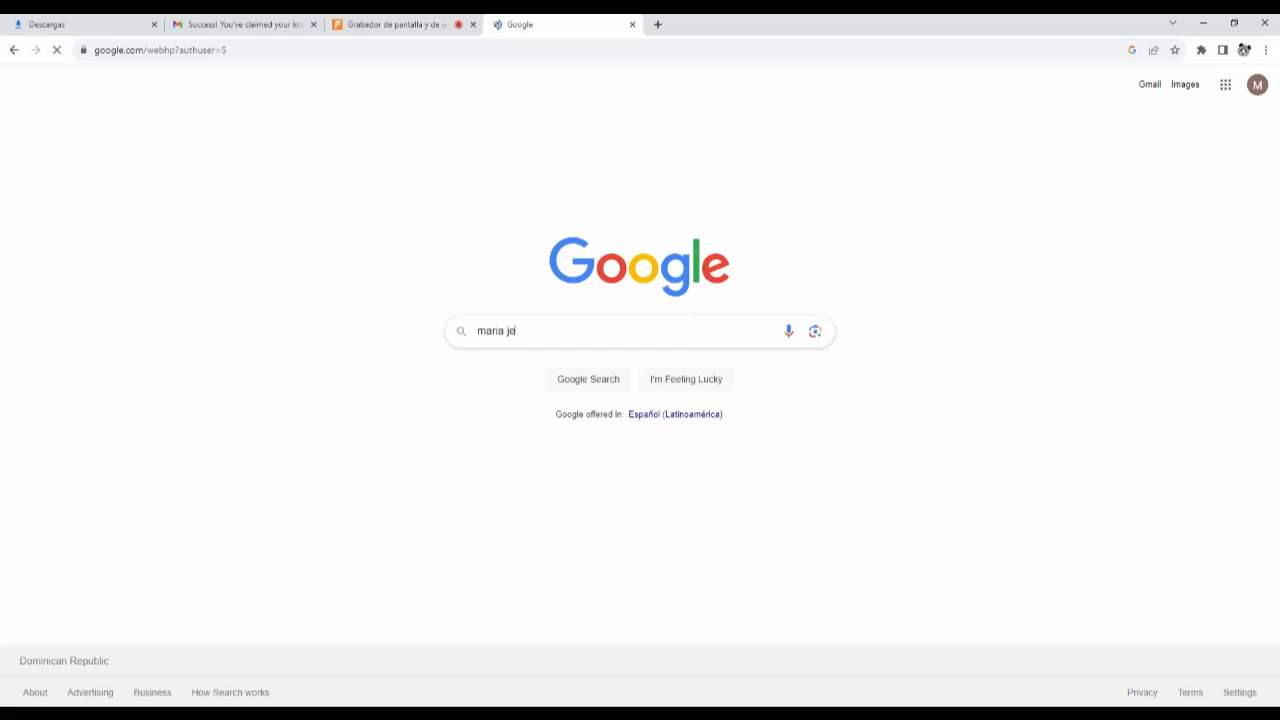 Descargas
Success! You've claimed your kn
Grabador de pantalla y de w
Google
google.com/webhp?authuser=5
Gmail Images
M
Google
maria je
Google Search I'm Feeling Lucky
Google offered in: Español (Latinoamérica)
Dominican Republic
About Advertising Business How Search works Privacy Terms Settings